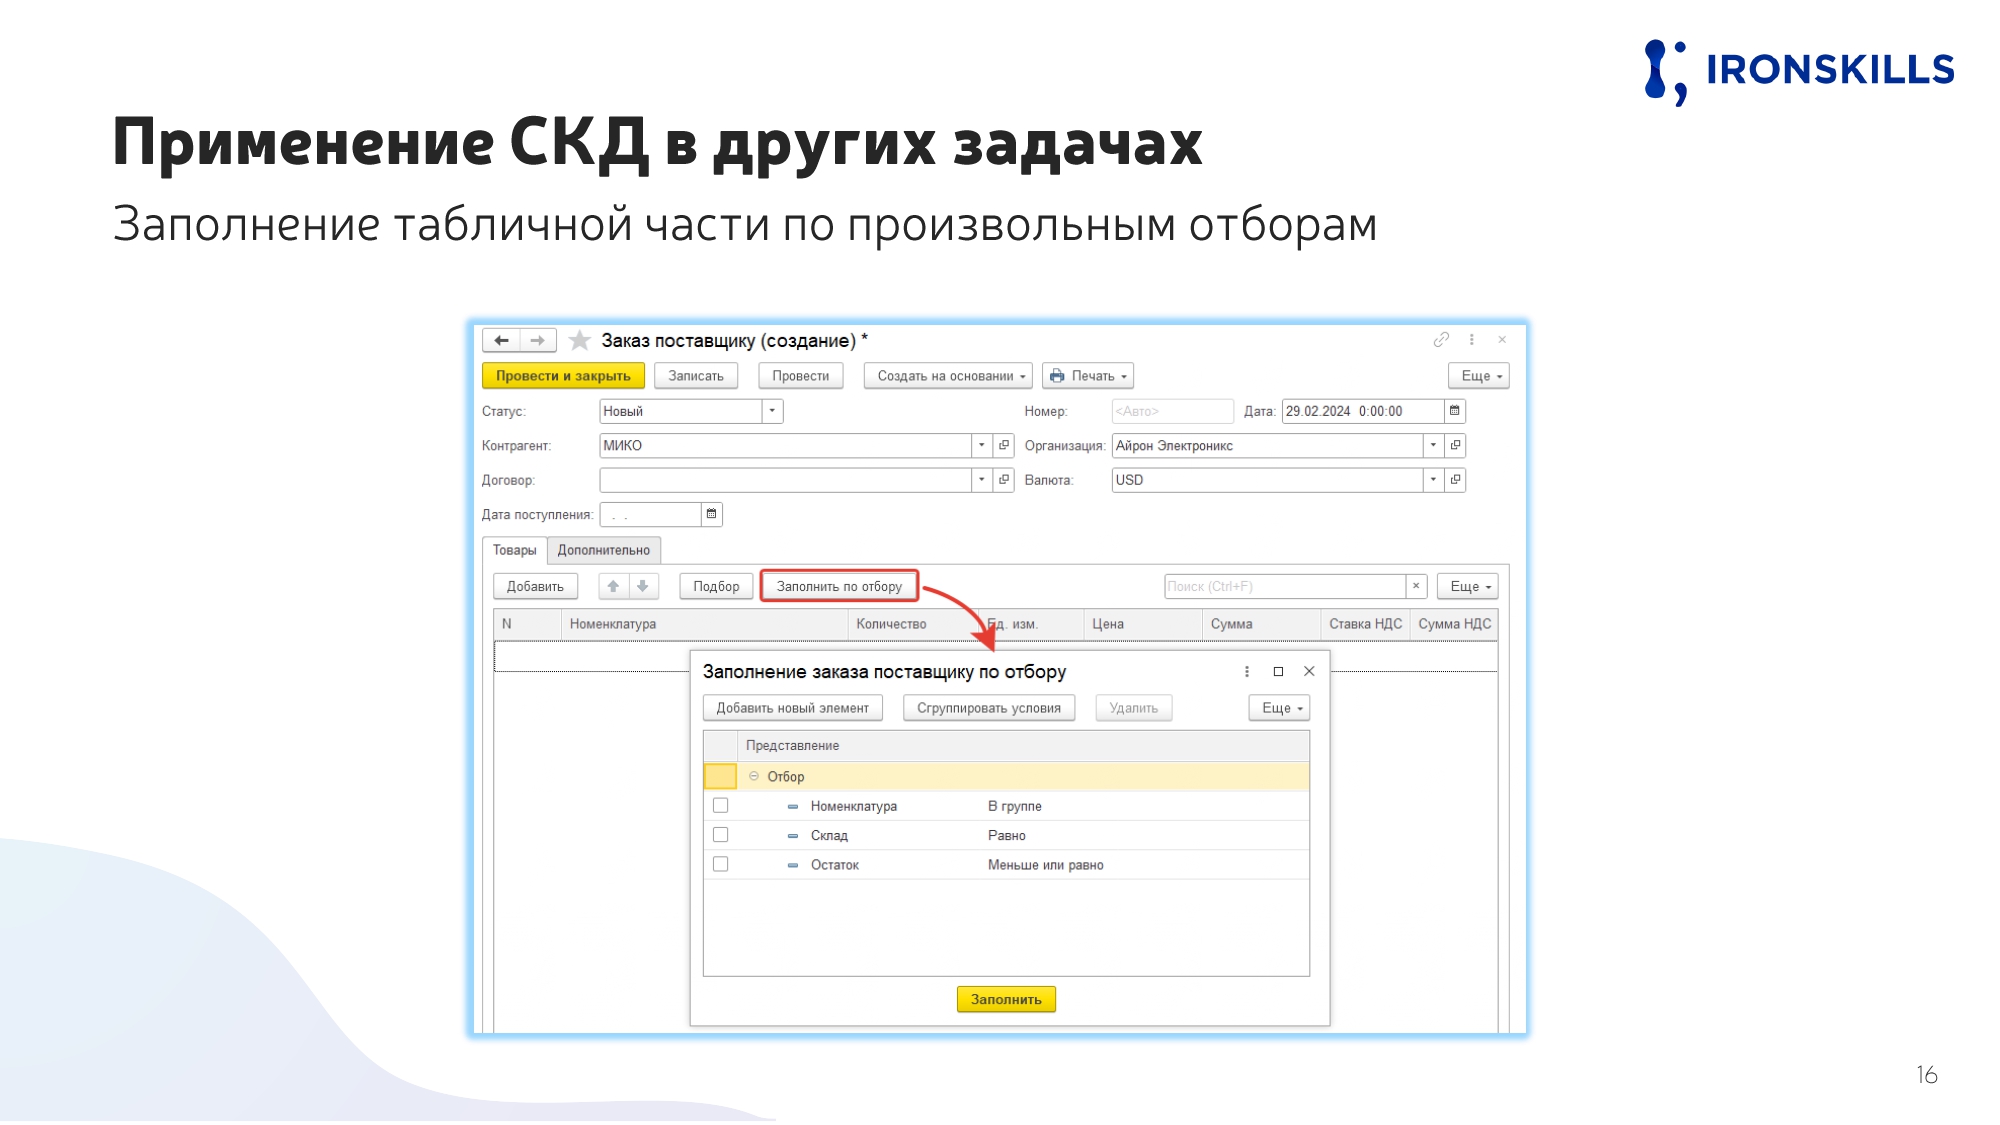 IRONSKILLS
Применение СКД в других задачах
Заполнение табличной части по произвольным отборам
Заказ поставщику (создание) *
Провести и закрыть Записать Провести Создать на основании Печать Еще
Статус: Новый Номер: <Авто> Дата: 29.02.2024 0:00:00
Контрагент: МИКО Организация: Айрон Электроникс
Договор: Валюта: USD
Дата поступления: . .
Товары Дополнительно
Добавить Подбор Заполнить по отбору Поиск (Ctrl+F) × Еще
N Номенклатура Количество Ед. изм. Цена Сумма Ставка НДС Сумма НДС
Заполнение заказа поставщику по отбору
Добавить новый элемент Сгруппировать условия Удалить Еще
Представление
Отбор
Номенклатура В группе
Склад Равно
Остаток Меньше или равно
Заполнить
16